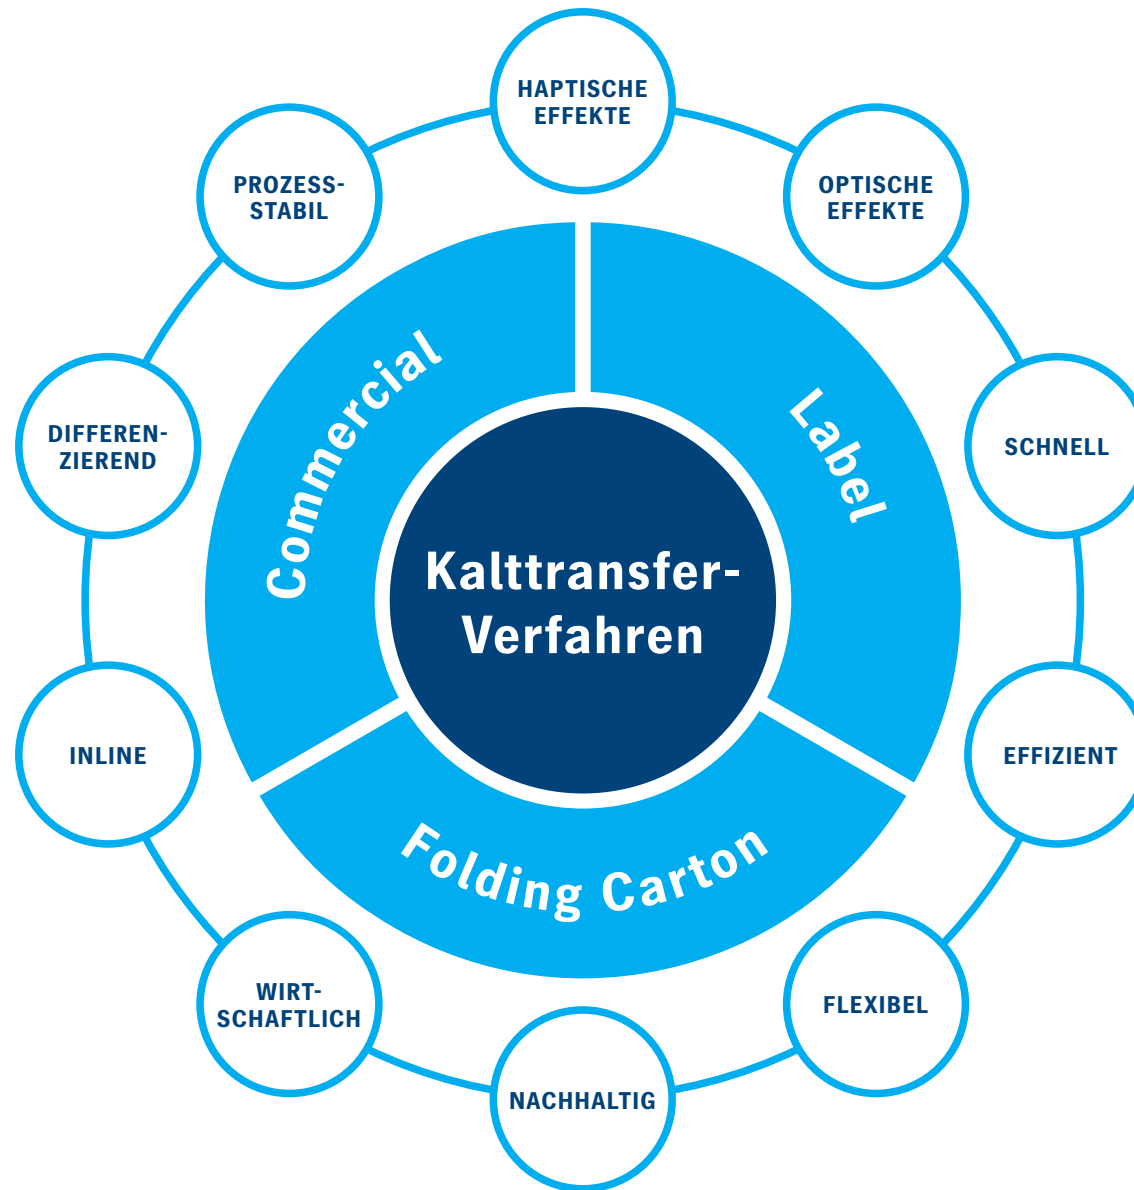 HAPTISCHE
EFFEKTE
OPTISCHE
EFFEKTE
SCHNELL
EFFIZIENT
FLEXIBEL
NACHHALTIG
WIRT-
SCHAFTLICH
INLINE
DIFFEREN-
ZIEREND
PROZESS-
STABIL
Commercial
Label
Folding Carton
Kalttransfer-
Verfahren